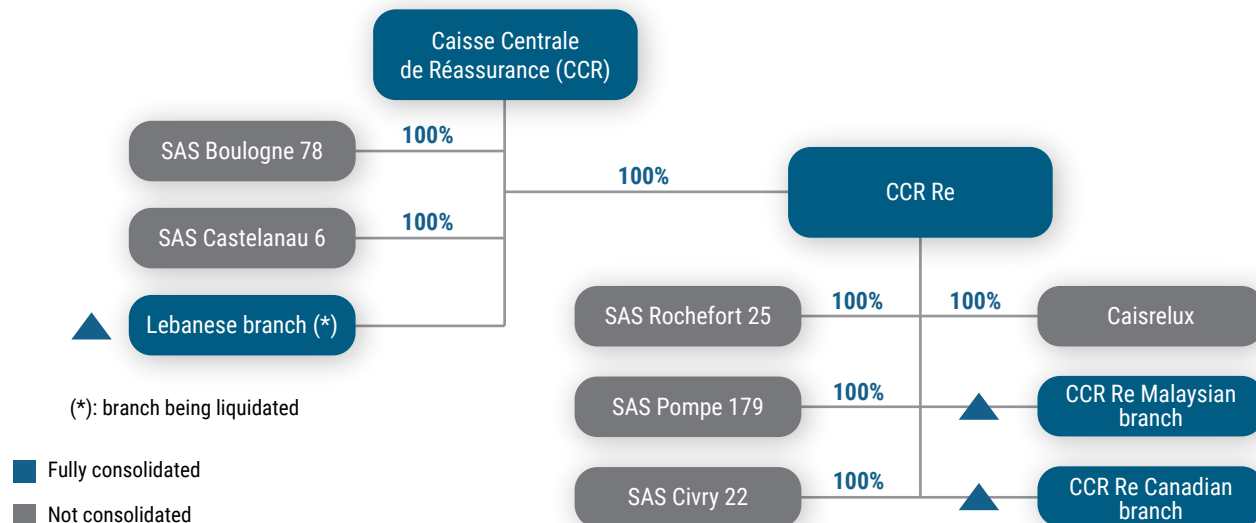 Caisse Centrale
de Réassurance (CCR)
SAS Boulogne 78
100%
100%
CCR Re
SAS Castelanau 6
100%
Lebanese branch (*)
SAS Rochefort 25
100%
100%
Caisrelux
(*): branch being liquidated
SAS Pompe 179
100%
CCR Re Malaysian
branch
Fully consolidated
SAS Civry 22
100%
CCR Re Canadian
branch
Not consolidated